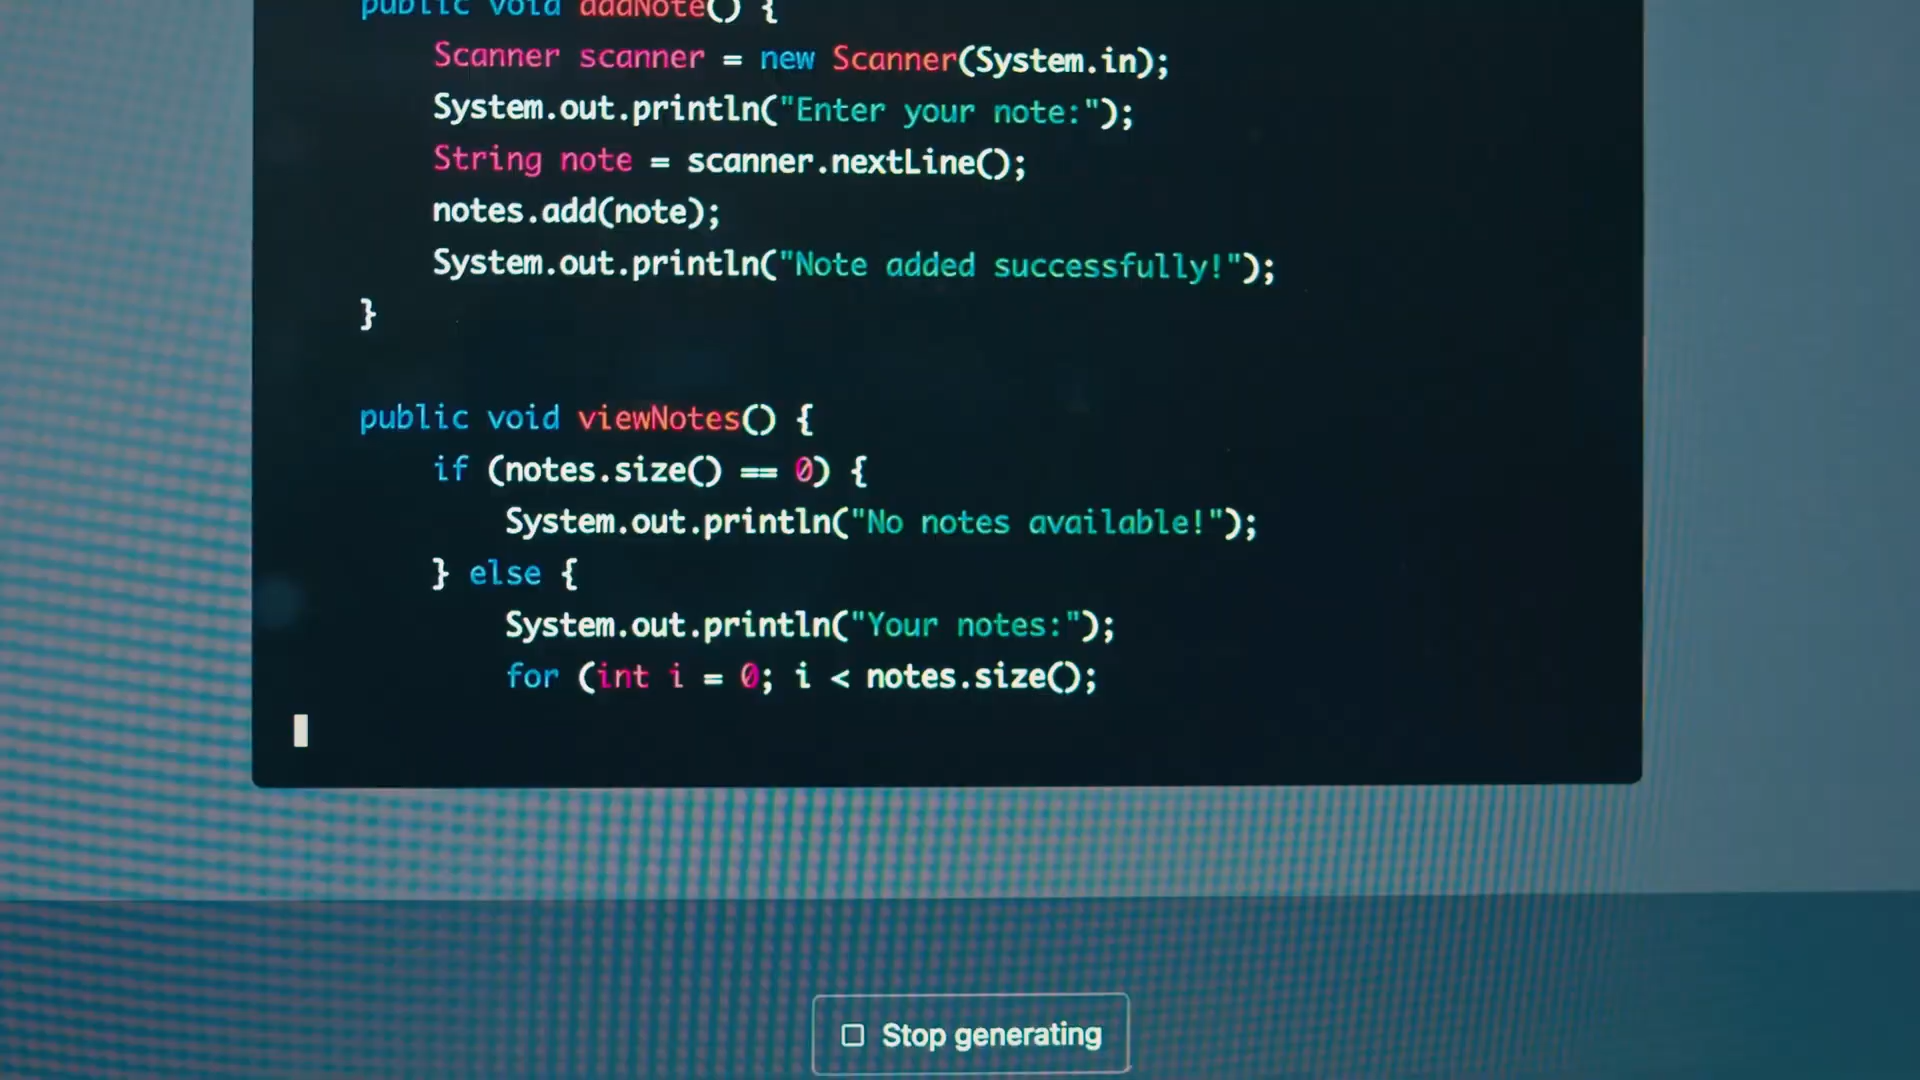 public void addNote() {
Scanner scanner = new Scanner(System.in);
System.out.println("Enter your note:");
String note = scanner.nextLine();
notes.add(note);
System.out.println("Note added successfully!");
}
public void viewNotes() {
if (notes.size() == 0) {
System.out.println("No notes available!");
} else {
System.out.println("Your notes:");
for (int i = 0; i < notes.size();
Stop generating